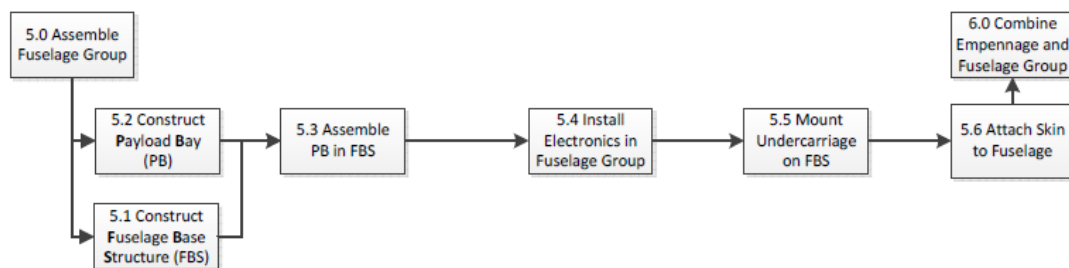 5.0 Assemble
Fuselage Group
6.0 Combine
Empennage and
Fuselage Group
5.2 Construct
Payload Bay
(PB)
5.3 Assemble
PB in FBS
5.4 Install
Electronics in
Fuselage Group
5.5 Mount
Undercarriage
on FBS
5.6 Attach Skin
to Fuselage
5.1 Construct
Fuselage Base
Structure (FBS)